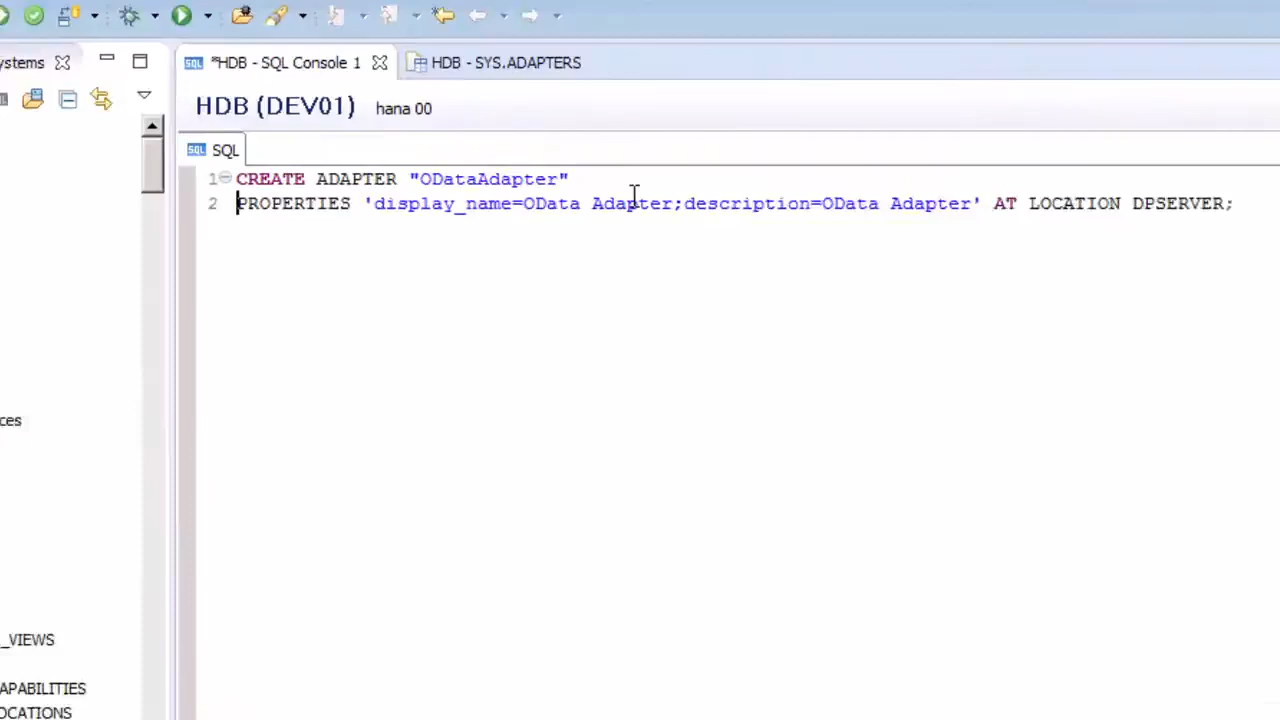 ystems
*HDB - SQL Console 1
HDB - SYS.ADAPTERS
HDB (DEV01) hana 00
SQL
1 CREATE ADAPTER "ODataAdapter"
2 PROPERTIES 'display_name=OData Adapter;description=OData Adapter' AT LOCATION DPSERVER;
ces
_VIEWS
APABILITIES
OCATIONS